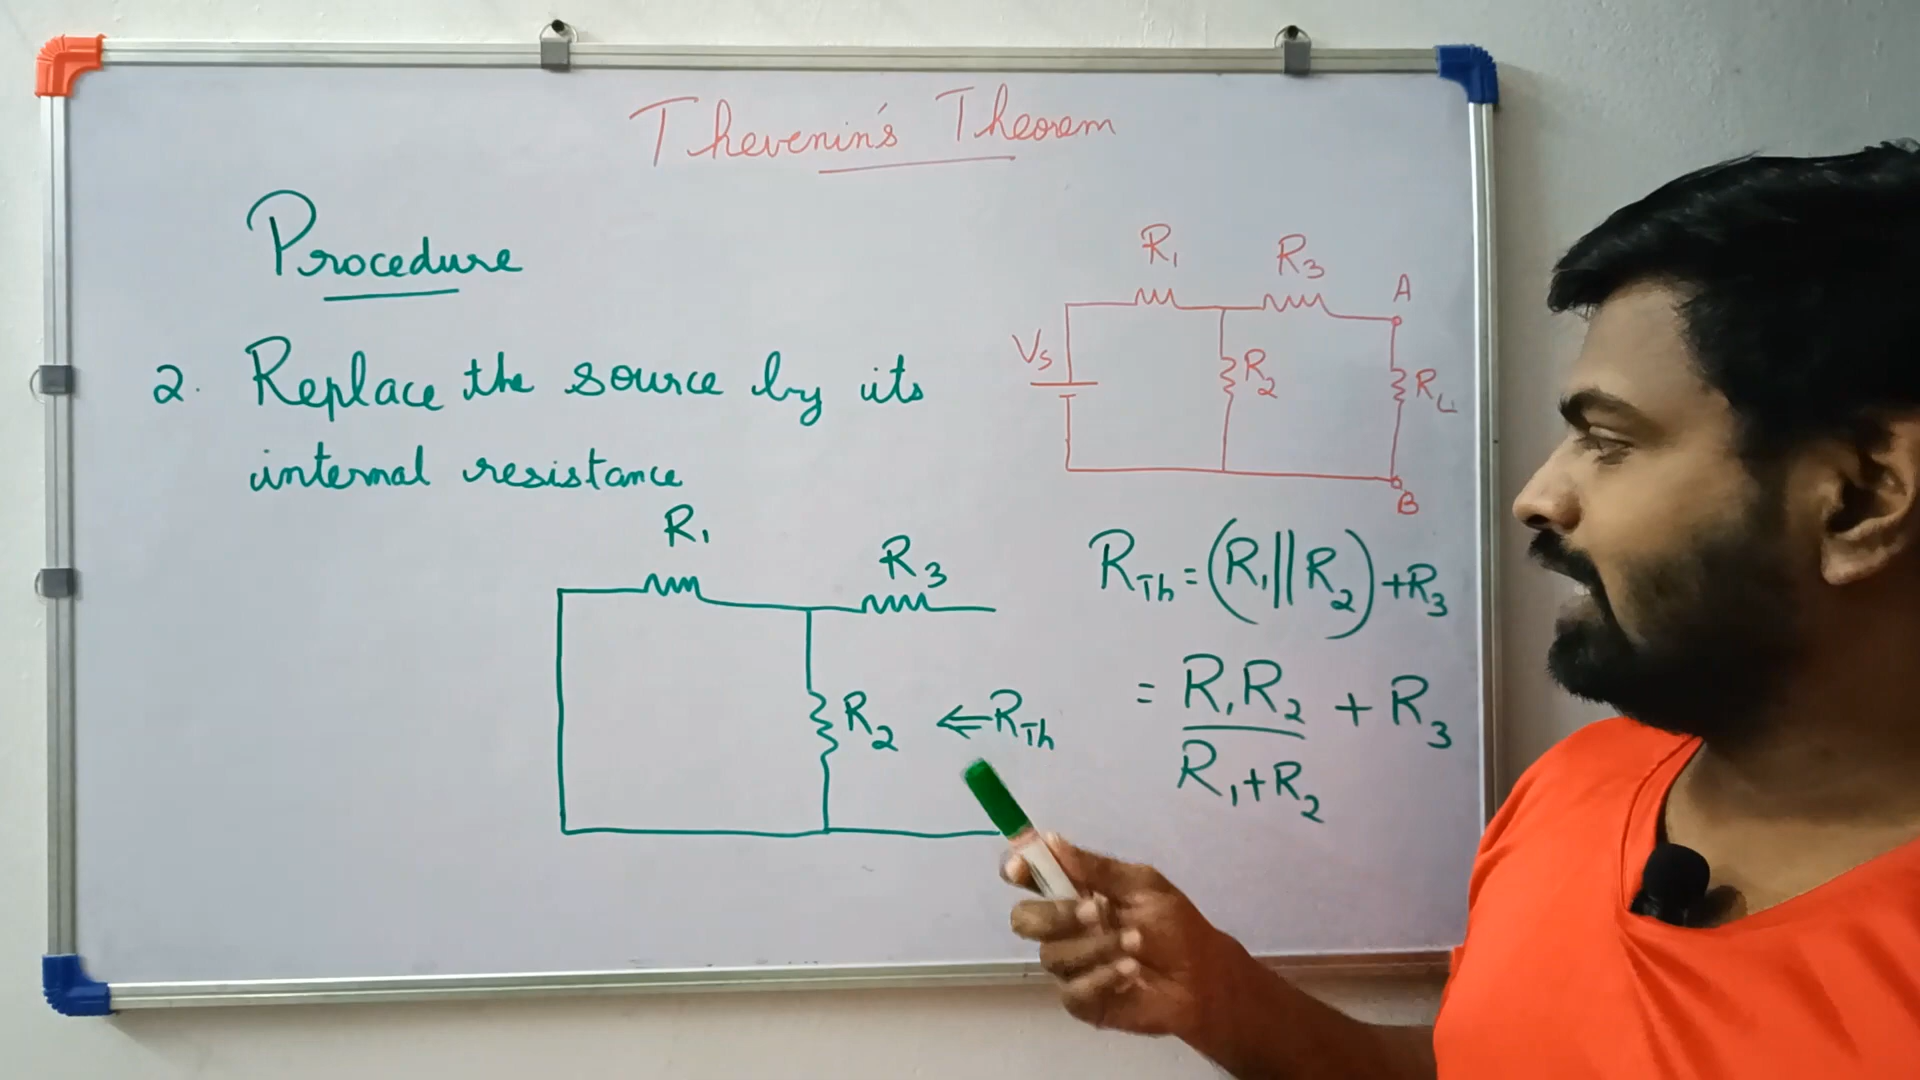 Thevenin's Theorem
Procedure
2. Replace the source by its
internal resistance
R1
R3
A
Vs
R2
RL
B
R1
R3
R2
⇐RTh
RTh = (R1||R2)+R3
= R1R2 + R3
R1+R2